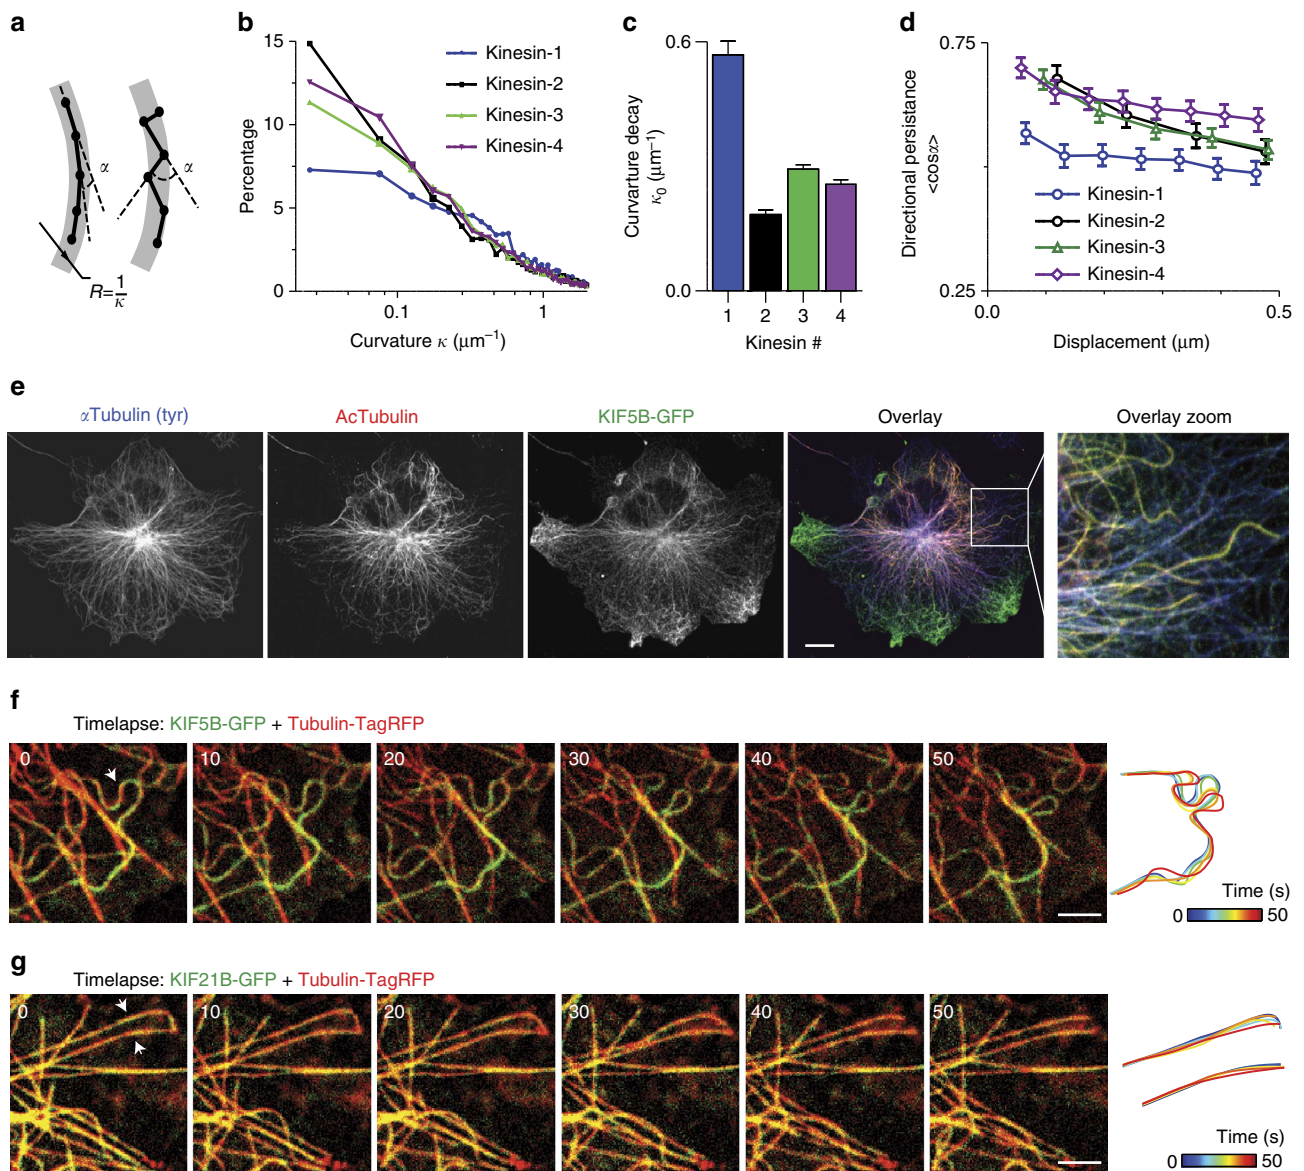 a
α
α
R=1/κ
b
Percentage
15
10
5
0
0.1
1
Curvature κ (μm⁻¹)
Kinesin-1
Kinesin-2
Kinesin-3
Kinesin-4
c
Curvarture decay
κ₀ (μm⁻¹)
0.6
0.0
1 2 3 4
Kinesin #
d
Directional persistance
<cosα>
0.75
0.25
0.0
0.5
Displacement (μm)
Kinesin-1
Kinesin-2
Kinesin-3
Kinesin-4
e
αTubulin (tyr)
AcTubulin
KIF5B-GFP
Overlay
Overlay zoom
f
Timelapse: KIF5B-GFP + Tubulin-TagRFP
0
10
20
30
40
50
Time (s)
0 50
g
Timelapse: KIF21B-GFP + Tubulin-TagRFP
0
10
20
30
40
50
Time (s)
0 50